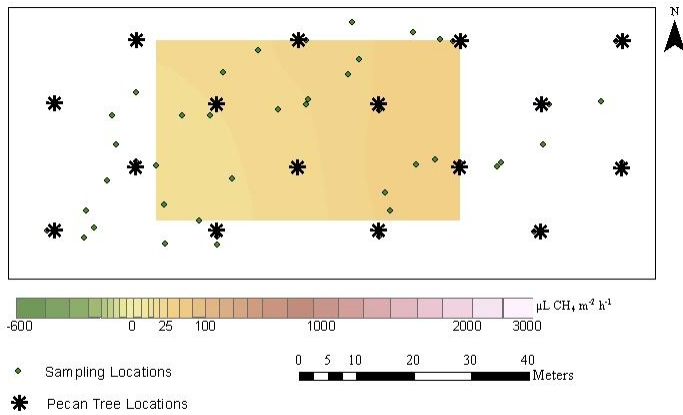 N
µL CH₄ m⁻² h⁻¹
-600 0 25 100 1000 2000 3000
Sampling Locations
Pecan Tree Locations
0 5 10 20 30 40
Meters